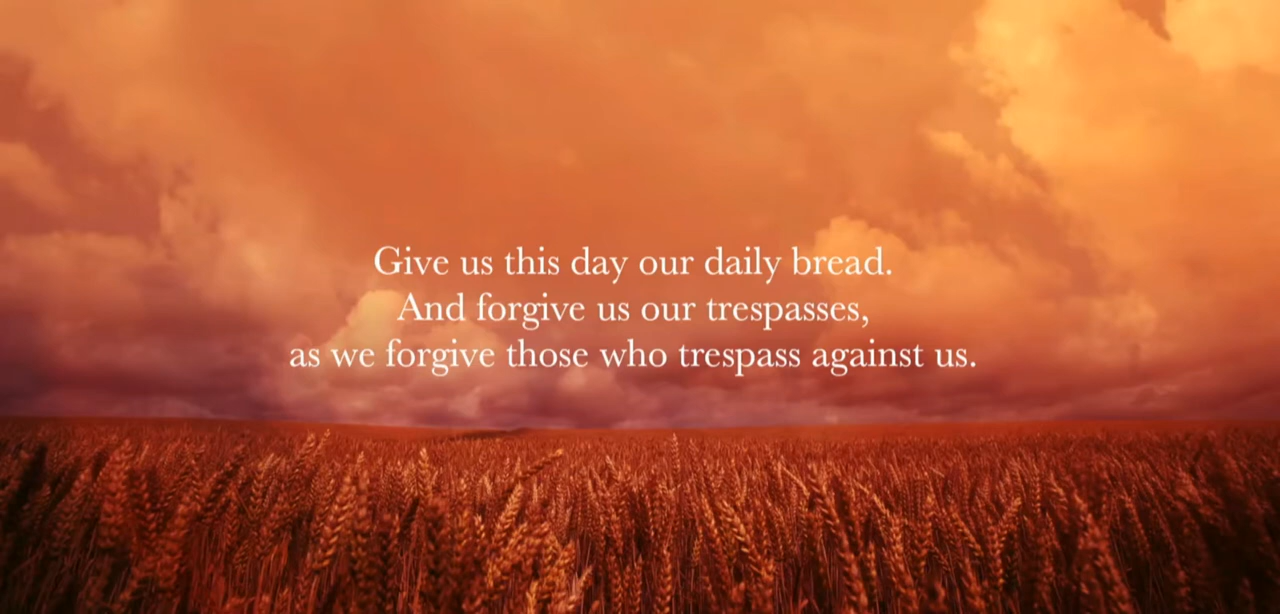 Give us this day our daily bread.
And forgive us our trespasses,
as we forgive those who trespass against us.